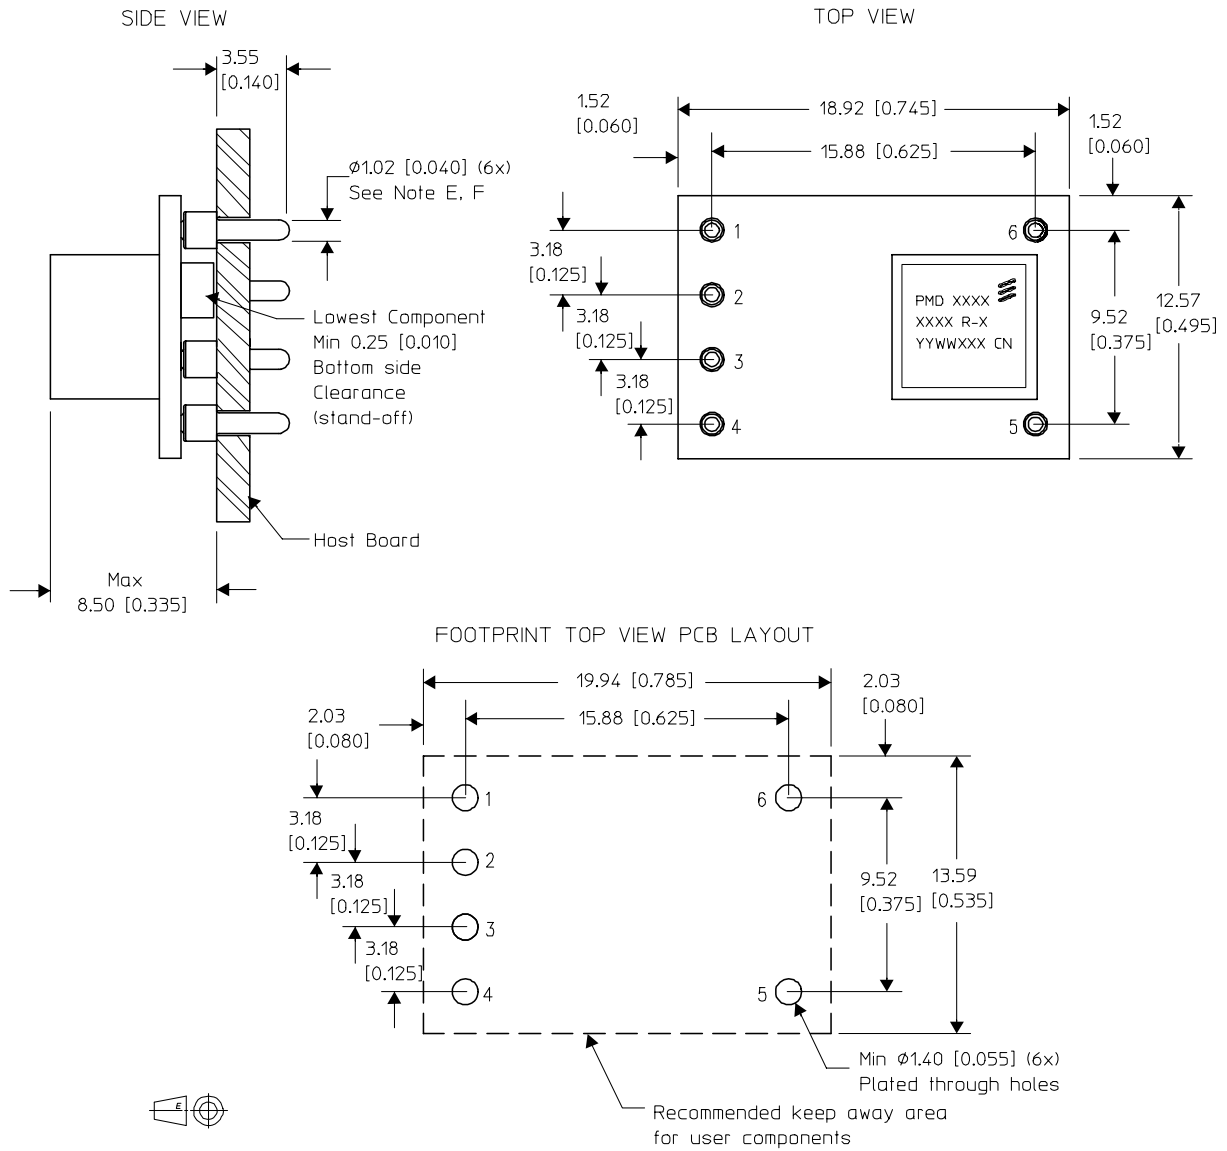 SIDE VIEW
3.55
[0.140]
ø1.02 [0.040] (6x)
See Note E, F
Lowest Component
Min 0.25 [0.010]
Bottom side
Clearance
(stand-off)
Host Board
Max
8.50 [0.335]
TOP VIEW
1.52
[0.060]
18.92 [0.745]
15.88 [0.625]
1.52
[0.060]
1
6
3.18
[0.125]
2
3.18
[0.125]
3
3.18
[0.125]
4
5
PMD XXXX
XXXX R-X
YYWWXXX CN
9.52
[0.375]
12.57
[0.495]
FOOTPRINT TOP VIEW PCB LAYOUT
19.94 [0.785]
15.88 [0.625]
2.03
[0.080]
2.03
[0.080]
1
6
3.18
[0.125]
2
3.18
[0.125]
3
3.18
[0.125]
4
5
9.52
[0.375]
13.59
[0.535]
Min ø1.40 [0.055] (6x)
Plated through holes
Recommended keep away area
for user components
E